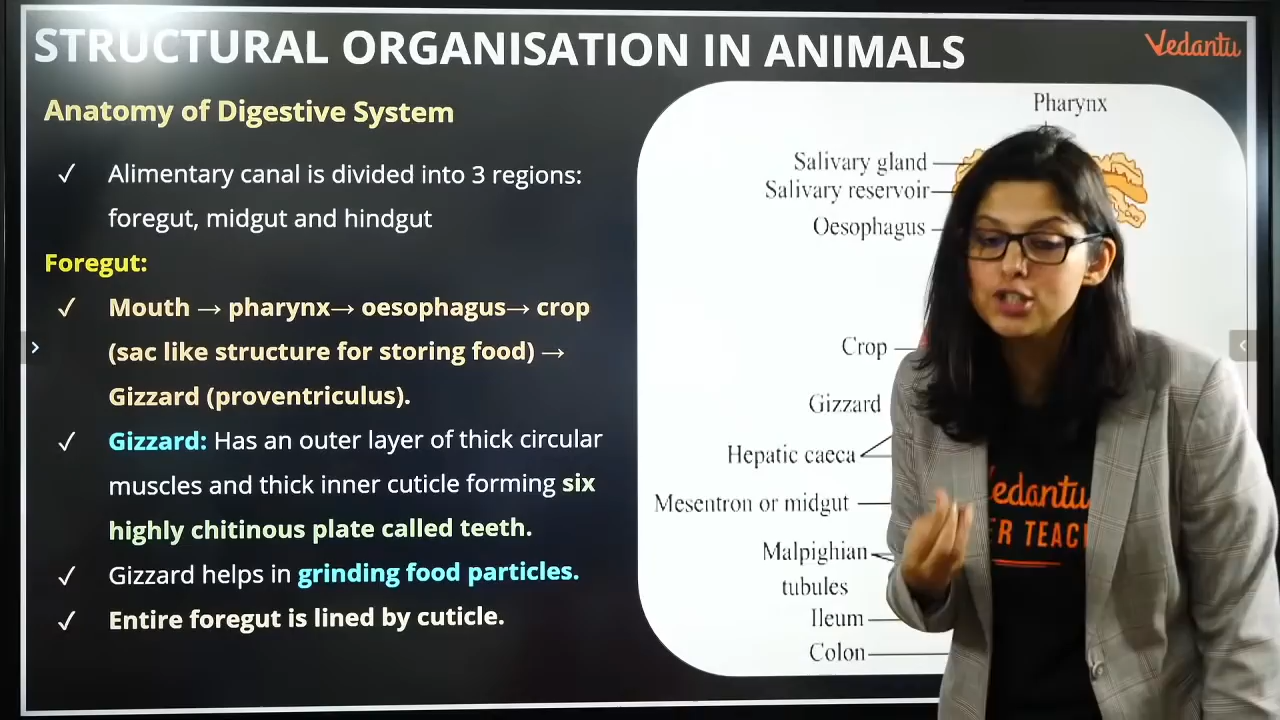 STRUCTURAL ORGANISATION IN ANIMALS
Vedantu
Anatomy of Digestive System
✓ Alimentary canal is divided into 3 regions:
foregut, midgut and hindgut
Foregut:
✓ Mouth → pharynx→ oesophagus→ crop
(sac like structure for storing food) →
Gizzard (proventriculus).
✓ Gizzard: Has an outer layer of thick circular
muscles and thick inner cuticle forming six
highly chitinous plate called teeth.
✓ Gizzard helps in grinding food particles.
✓ Entire foregut is lined by cuticle.
Pharynx
Salivary gland
Salivary reservoir
Oesophagus
Crop
Gizzard
Hepatic caeca
Mesentron or midgut
Malpighian
tubules
Ileum
Colon
edantu
ER TEAC